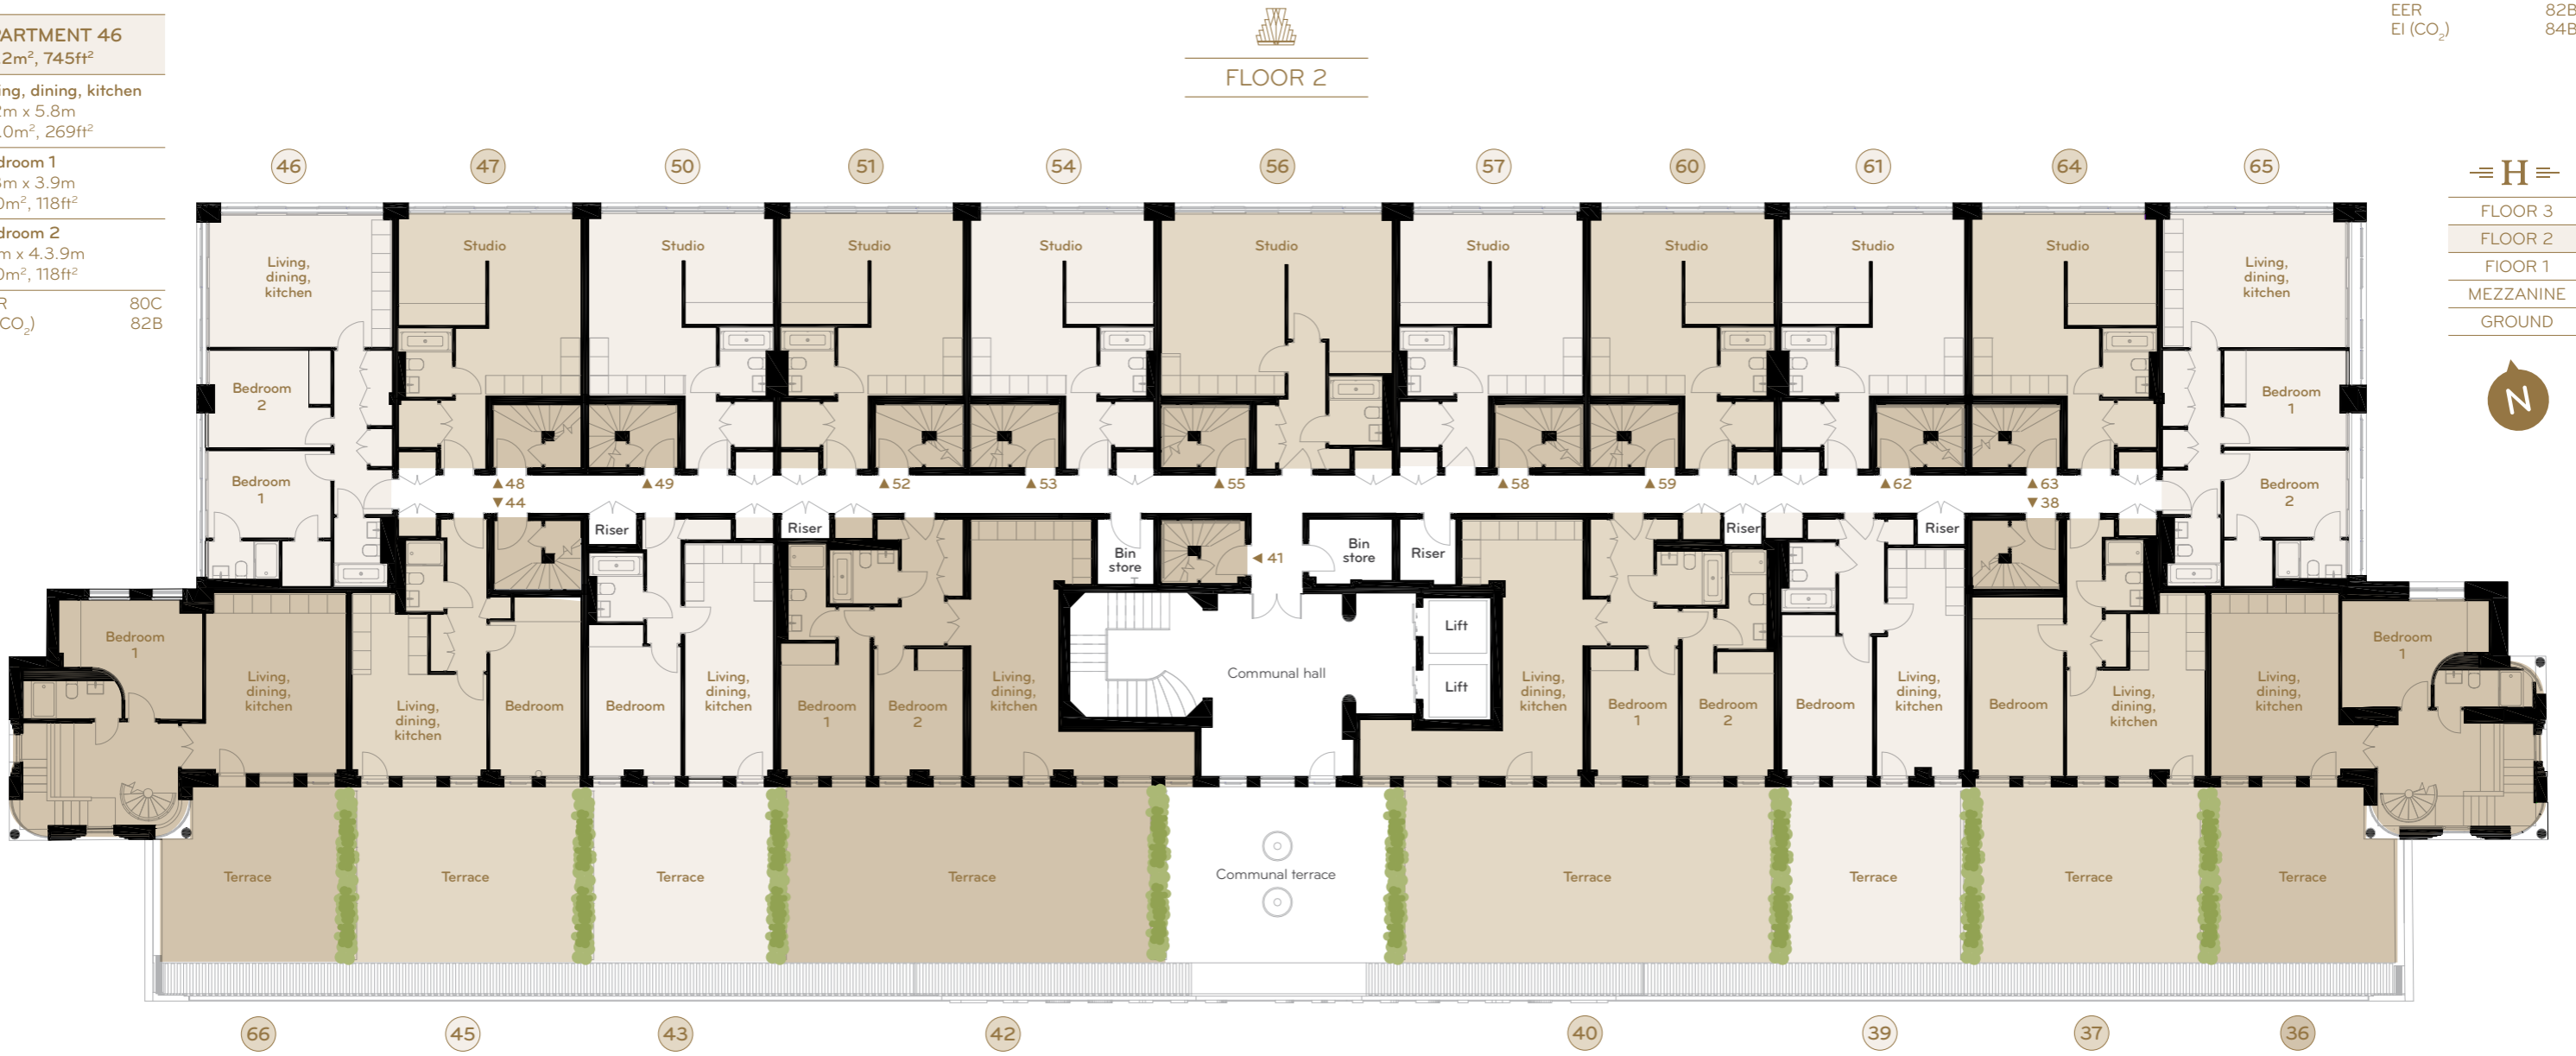 EER 82B
EI (CO2) 84B
FLOOR 2
ARTMENT 46
2m², 745ft²
ing, dining, kitchen
m x 5.8m
.0m², 269ft²
droom 1
m x 3.9m
0m², 118ft²
droom 2
m x 4.3.9m
0m², 118ft²
R 80C
CO2) 82B
46 47 50 51 54 56 57 60 61 64 65
H
FLOOR 3
FLOOR 2
FlOOR 1
MEZZANINE
GROUND
N
Living,
dining,
kitchen
Studio
Studio
Studio
Studio
Studio
Studio
Studio
Studio
Studio
Living,
dining,
kitchen
Bedroom
2
Bedroom
1
Bedroom
1
Bedroom
2
▲48
▼44
▲49
▲52
▲53
▲55
▲58
▲59
▲62
▲63
▼38
Riser
Riser
Bin
store
◄41
Bin
store
Riser
Riser
Riser
Bedroom
1
Living,
dining,
kitchen
Living,
dining,
kitchen
Bedroom
Bedroom
Living,
dining,
kitchen
Bedroom
1
Bedroom
2
Living,
dining,
kitchen
Communal hall
Lift
Lift
Living,
dining,
kitchen
Bedroom
1
Bedroom
2
Bedroom
Living,
dining,
kitchen
Bedroom
Living,
dining,
kitchen
Living,
dining,
kitchen
Bedroom
1
Terrace
Terrace
Terrace
Terrace
Communal terrace
Terrace
Terrace
Terrace
Terrace
66 45 43 42 40 39 37 36